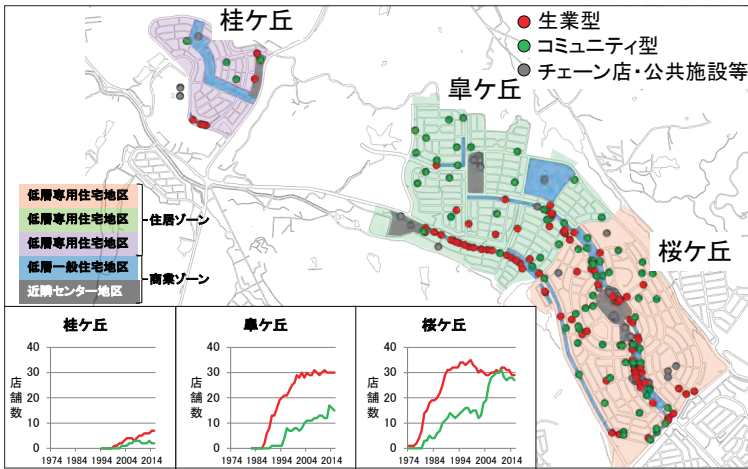 桂ケ丘
生業型
コミュニティ型
チェーン店・公共施設等
皐ケ丘
桜ケ丘
低層専用住宅地区
低層専用住宅地区
住居ゾーン
低層専用住宅地区
低層一般住宅地区
商業ゾーン
近隣センター地区
桂ケ丘
店舗数
40
30
20
10
0
1974 1984 1994 2004 2014
皐ケ丘
店舗数
40
30
20
10
0
1974 1984 1994 2004 2014
桜ケ丘
店舗数
40
30
20
10
0
1974 1984 1994 2004 2014